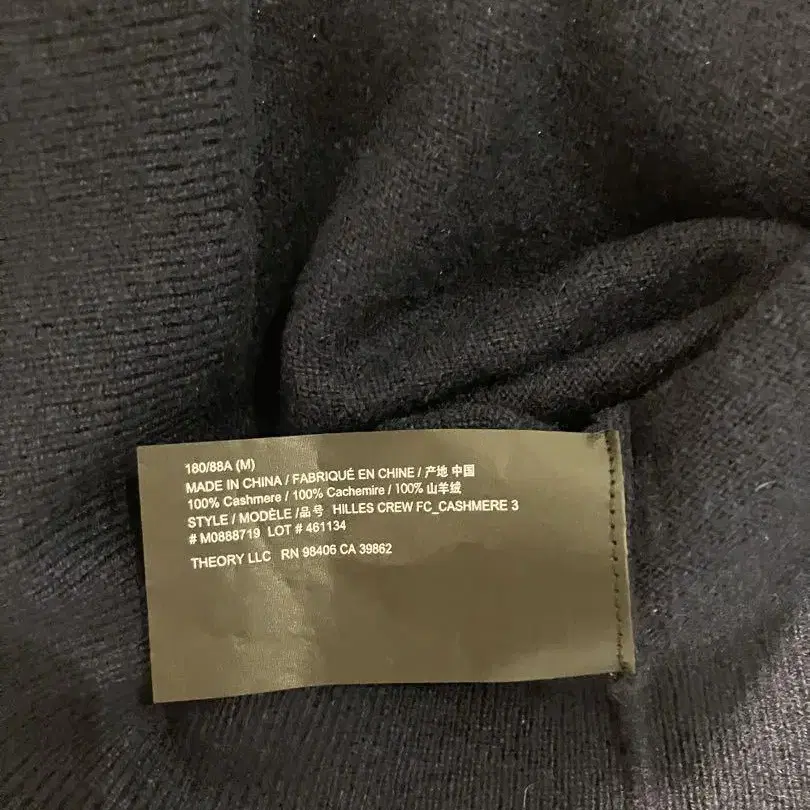 180/88A (M)
MADE IN CHINA / FABRIQUÉ EN CHINE / 产地 中国
100% Cashmere / 100% Cachemire / 100% 山羊绒
STYLE / MODÈLE /品号 HILLES CREW FC_CASHMERE 3
# M0888719 LOT # 461134
THEORY LLC RN 98406 CA 39862